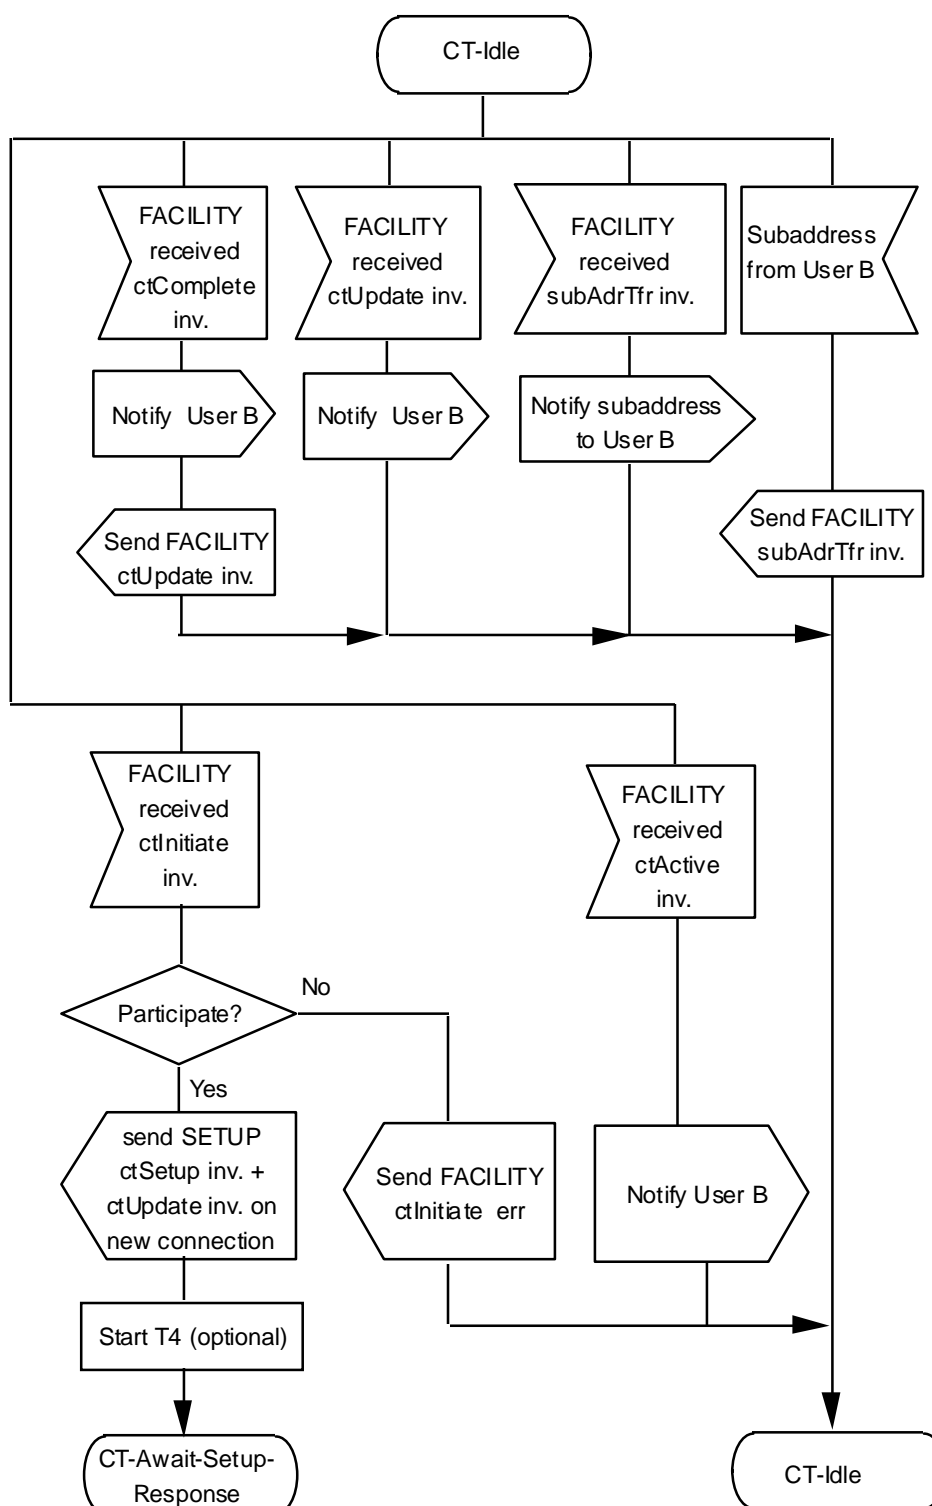 CT-Idle
FACILITY
received
ctComplete
inv.
FACILITY
received
ctUpdate inv.
FACILITY
received
subAdrTfr inv.
Subaddress
from User B
Notify User B
Notify User B
Notify subaddress
to User B
Send FACILITY
ctUpdate inv.
Send FACILITY
subAdrTfr inv.
FACILITY
received
ctInitiate
inv.
FACILITY
received
ctActive
inv.
Participate?
No
Yes
send SETUP
ctSetup inv. +
ctUpdate inv. on
new connection
Send FACILITY
ctInitiate err
Notify User B
Start T4 (optional)
CT-Await-Setup-
Response
CT-Idle